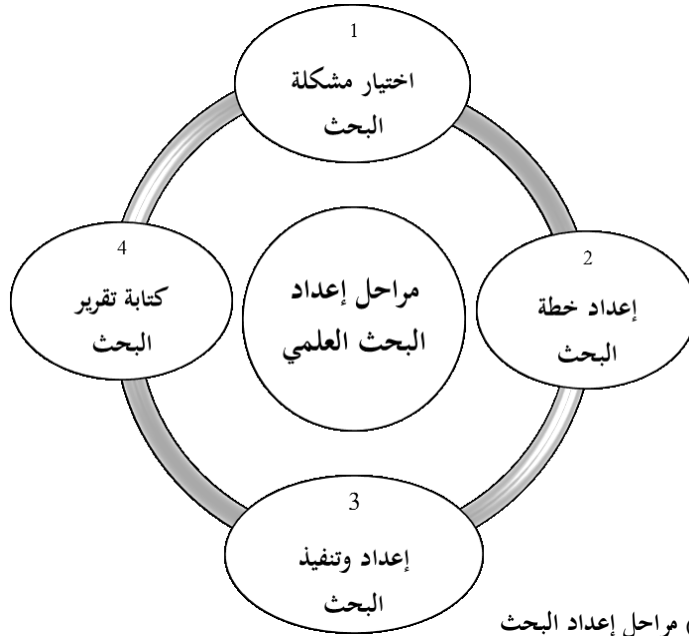 1
اختيار مشكلة
البحث
2
إعداد خطة
البحث
3
إعداد وتنفيذ
البحث
4
كتابة تقرير
البحث
مراحل إعداد
البحث العلمي
مراحل إعداد البحث